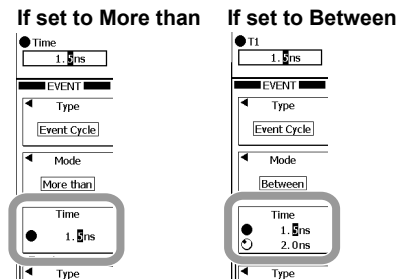 If set to More than
Time
1.5ns
EVENT
Type
Event Cycle
Mode
More than
Time
1.5ns
Type
If set to Between
T1
1.5ns
EVENT
Type
Event Cycle
Mode
Between
Time
1.5ns
2.0ns
Type